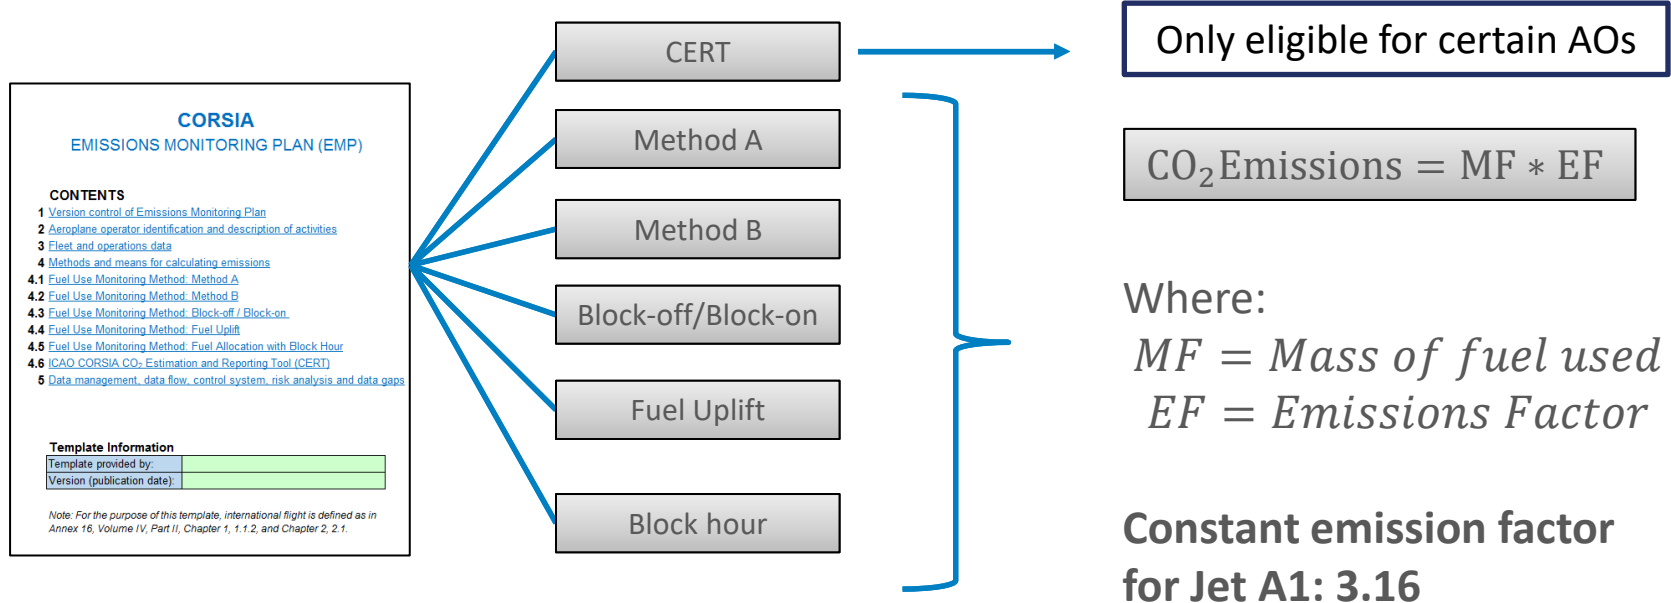 CORSIA
EMISSIONS MONITORING PLAN (EMP)
CONTENTS
1 Version control of Emissions Monitoring Plan
2 Aeroplane operator identification and description of activities
3 Fleet and operations data
4 Methods and means for calculating emissions
4.1 Fuel Use Monitoring Method: Method A
4.2 Fuel Use Monitoring Method: Method B
4.3 Fuel Use Monitoring Method: Block-off / Block-on
4.4 Fuel Use Monitoring Method: Fuel Uplift
4.5 Fuel Use Monitoring Method: Fuel Allocation with Block Hour
4.6 ICAO CORSIA CO₂ Estimation and Reporting Tool (CERT)
5 Data management, data flow, control system, risk analysis and data gaps
Template Information
Template provided by:
Version (publication date):
Note: For the purpose of this template, international flight is defined as in
Annex 16, Volume IV, Part II, Chapter 1, 1.1.2, and Chapter 2, 2.1.
CERT
Method A
Method B
Block-off/Block-on
Fuel Uplift
Block hour
Only eligible for certain AOs
CO₂Emissions = MF ∗ EF
Where:
MF = Mass of fuel used
EF = Emissions Factor
Constant emission factor
for Jet A1: 3.16